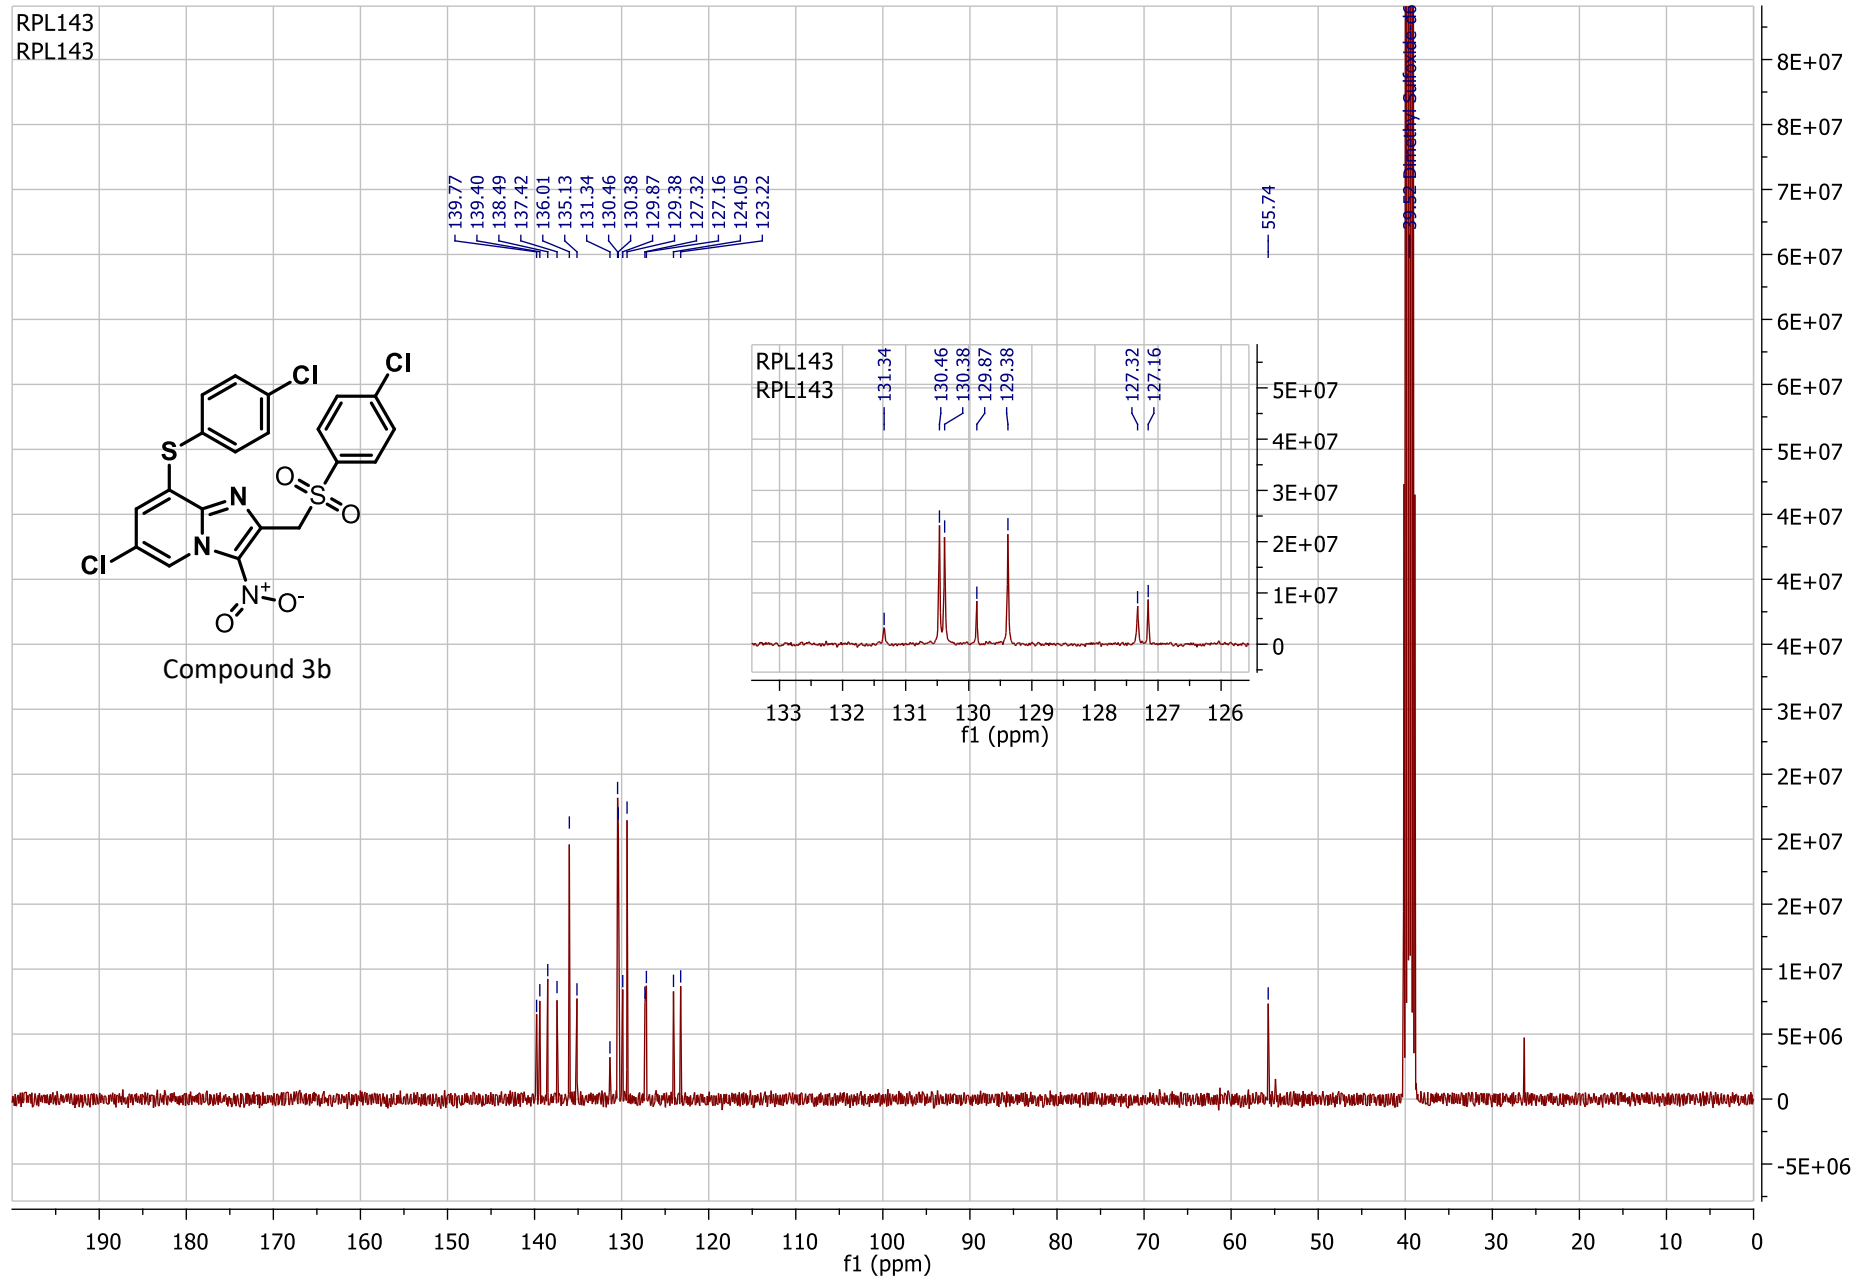 RPL143
RPL143
139.77
139.40
138.49
137.42
136.01
135.13
131.34
130.46
130.38
129.87
129.38
127.32
127.16
124.05
123.22
55.74
39.52 Dimethyl Sulfoxide-d6
8E+07
8E+07
7E+07
6E+07
6E+07
6E+07
5E+07
4E+07
4E+07
4E+07
3E+07
2E+07
2E+07
2E+07
1E+07
5E+06
0
-5E+06
Cl
Cl
S
O
N
S
O
Cl
N
N+
O-
O
Compound 3b
RPL143
RPL143
131.34
130.46
130.38
129.87
129.38
127.32
127.16
5E+07
4E+07
3E+07
2E+07
1E+07
0
133 132 131 130 129 128 127 126
f1 (ppm)
190 180 170 160 150 140 130 120 110 100 90 80 70 60 50 40 30 20 10 0
f1 (ppm)